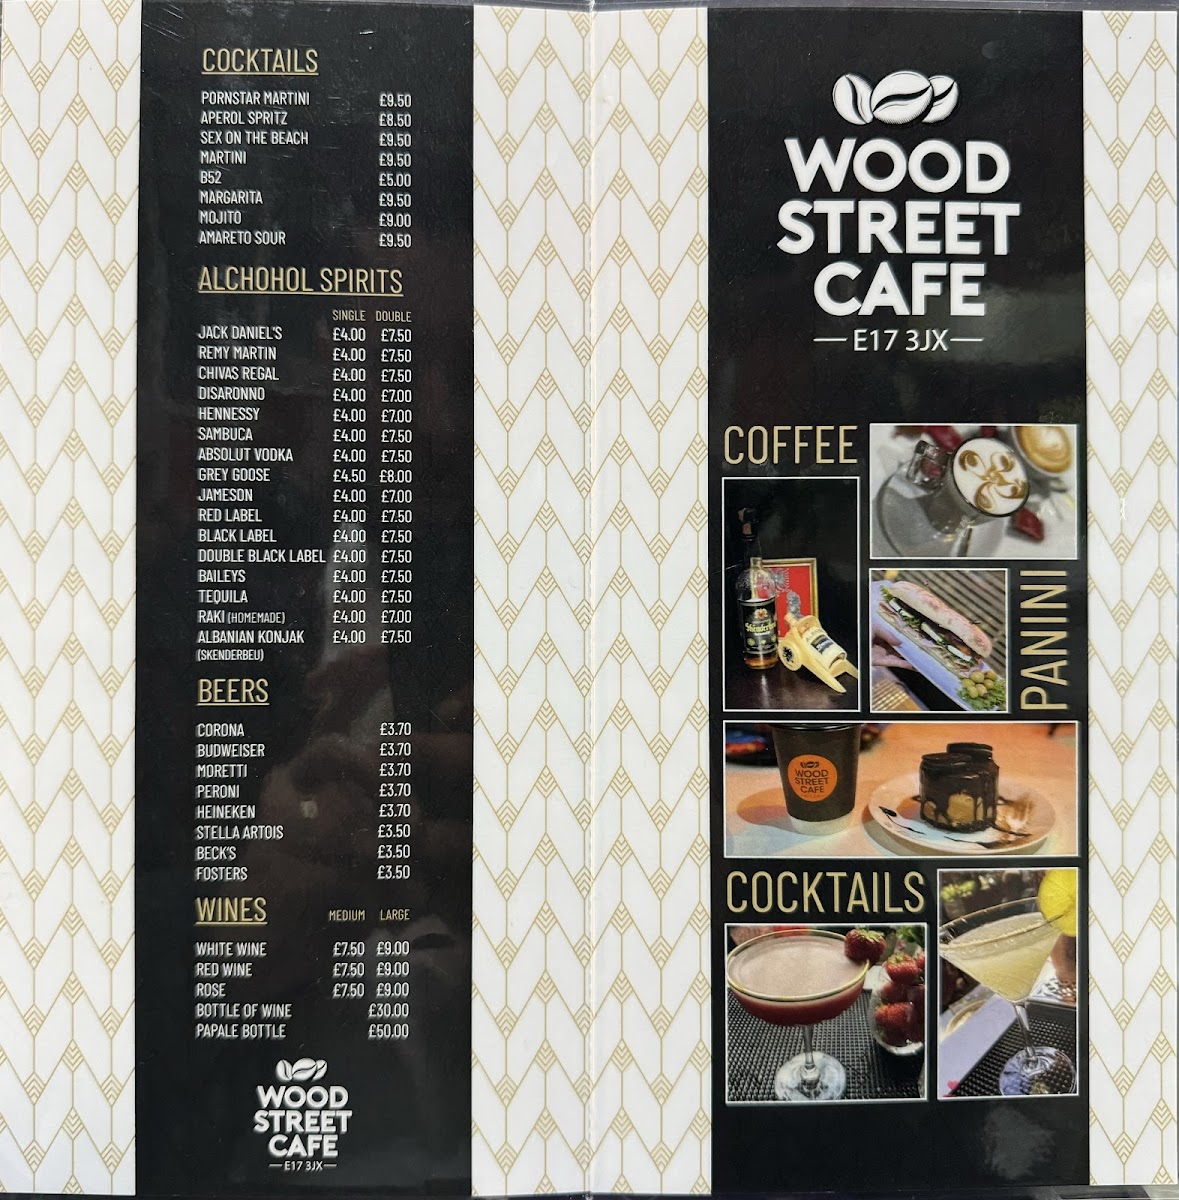 COCKTAILS
PORNSTAR MARTINI £9.50
APEROL SPRITZ £8.50
SEX ON THE BEACH £9.50
MARTINI £9.50
B52 £5.00
MARGARITA £9.50
MOJITO £9.00
AMARETO SOUR £9.50
ALCHOHOL SPIRITS
SINGLE DOUBLE
JACK DANIEL'S £4.00 £7.50
REMY MARTIN £4.00 £7.50
CHIVAS REGAL £4.00 £7.50
DISARONNO £4.00 £7.00
HENNESSY £4.00 £7.00
SAMBUCA £4.00 £7.50
ABSOLUT VODKA £4.00 £7.50
GREY GOOSE £4.50 £8.00
JAMESON £4.00 £7.00
RED LABEL £4.00 £7.50
BLACK LABEL £4.00 £7.50
DOUBLE BLACK LABEL £4.00 £7.50
BAILEYS £4.00 £7.50
TEQUILA £4.00 £7.50
RAKI (HOMEMADE) £4.00 £7.00
ALBANIAN KONJAK £4.00 £7.50
(SKENDERBEU)
BEERS
CORONA £3.70
BUDWEISER £3.70
MORETTI £3.70
PERONI £3.70
HEINEKEN £3.70
STELLA ARTOIS £3.50
BECK'S £3.50
FOSTERS £3.50
WINES MEDIUM LARGE
WHITE WINE £7.50 £9.00
RED WINE £7.50 £9.00
ROSE £7.50 £9.00
BOTTLE OF WINE £30.00
PAPALE BOTTLE £50.00
WOOD
STREET
CAFE
E17 3JX
WOOD
STREET
CAFE
E17 3JX
COFFEE
PANINI
WOOD
STREET
CAFE
COCKTAILS